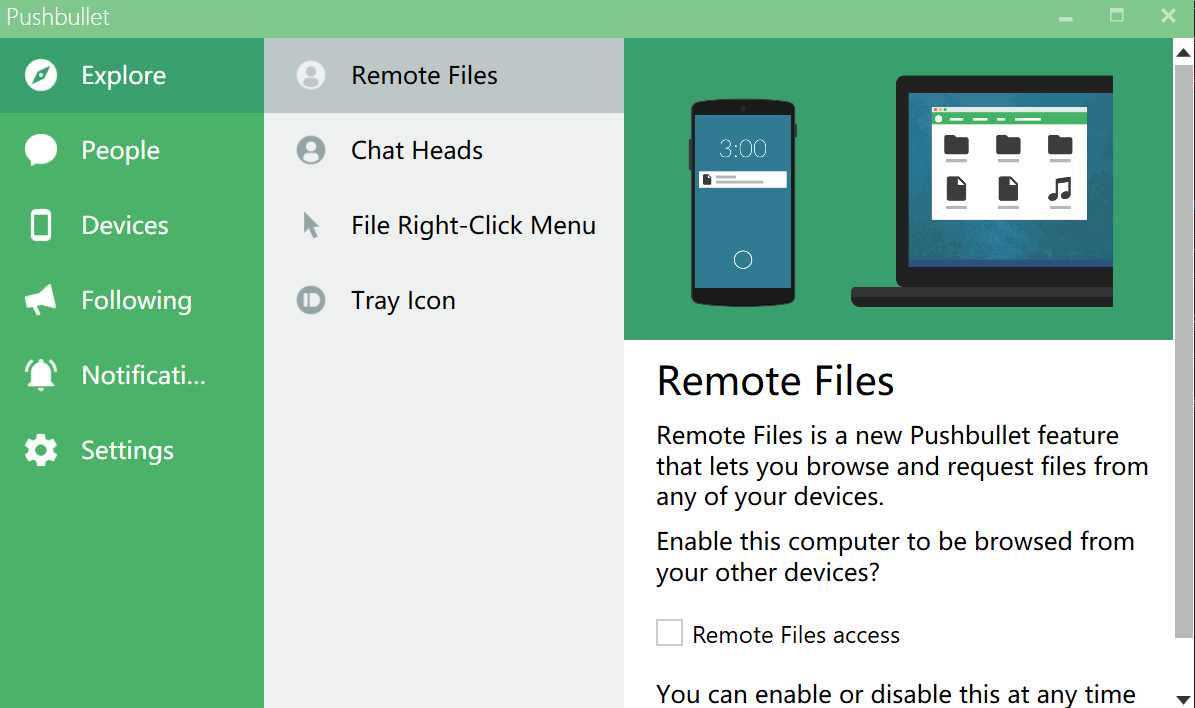 Pushbullet
Explore
People
Devices
Following
Notificati...
Settings
Remote Files
Chat Heads
File Right-Click Menu
Tray Icon
3:00
Remote Files
Remote Files is a new Pushbullet feature
that lets you browse and request files from
any of your devices.
Enable this computer to be browsed from
your other devices?
Remote Files access
You can enable or disable this at any time